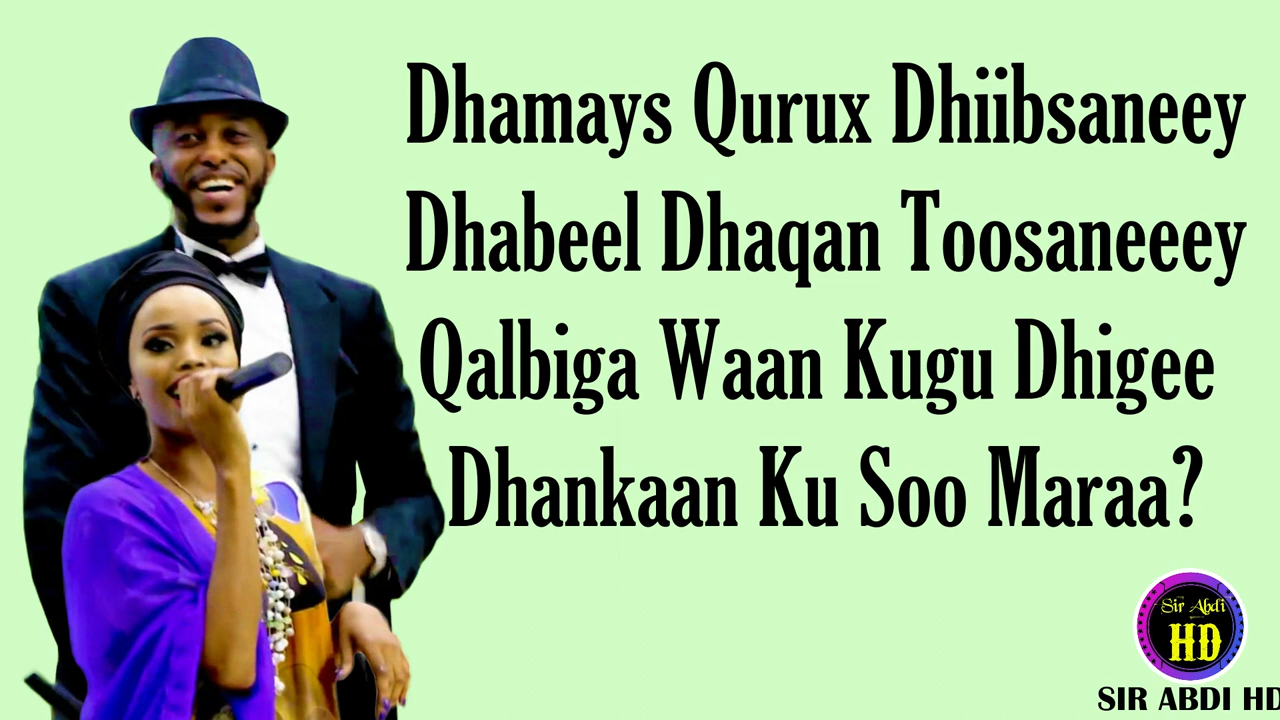 Dhamays Qurux Dhiibsaneey
Dhabeel Dhaqan Toosaneeey
Qalbiga Waan Kugu Dhigee
Dhankaan Ku Soo Maraa?
Sir Abdi
HD
SIR ABDI HD